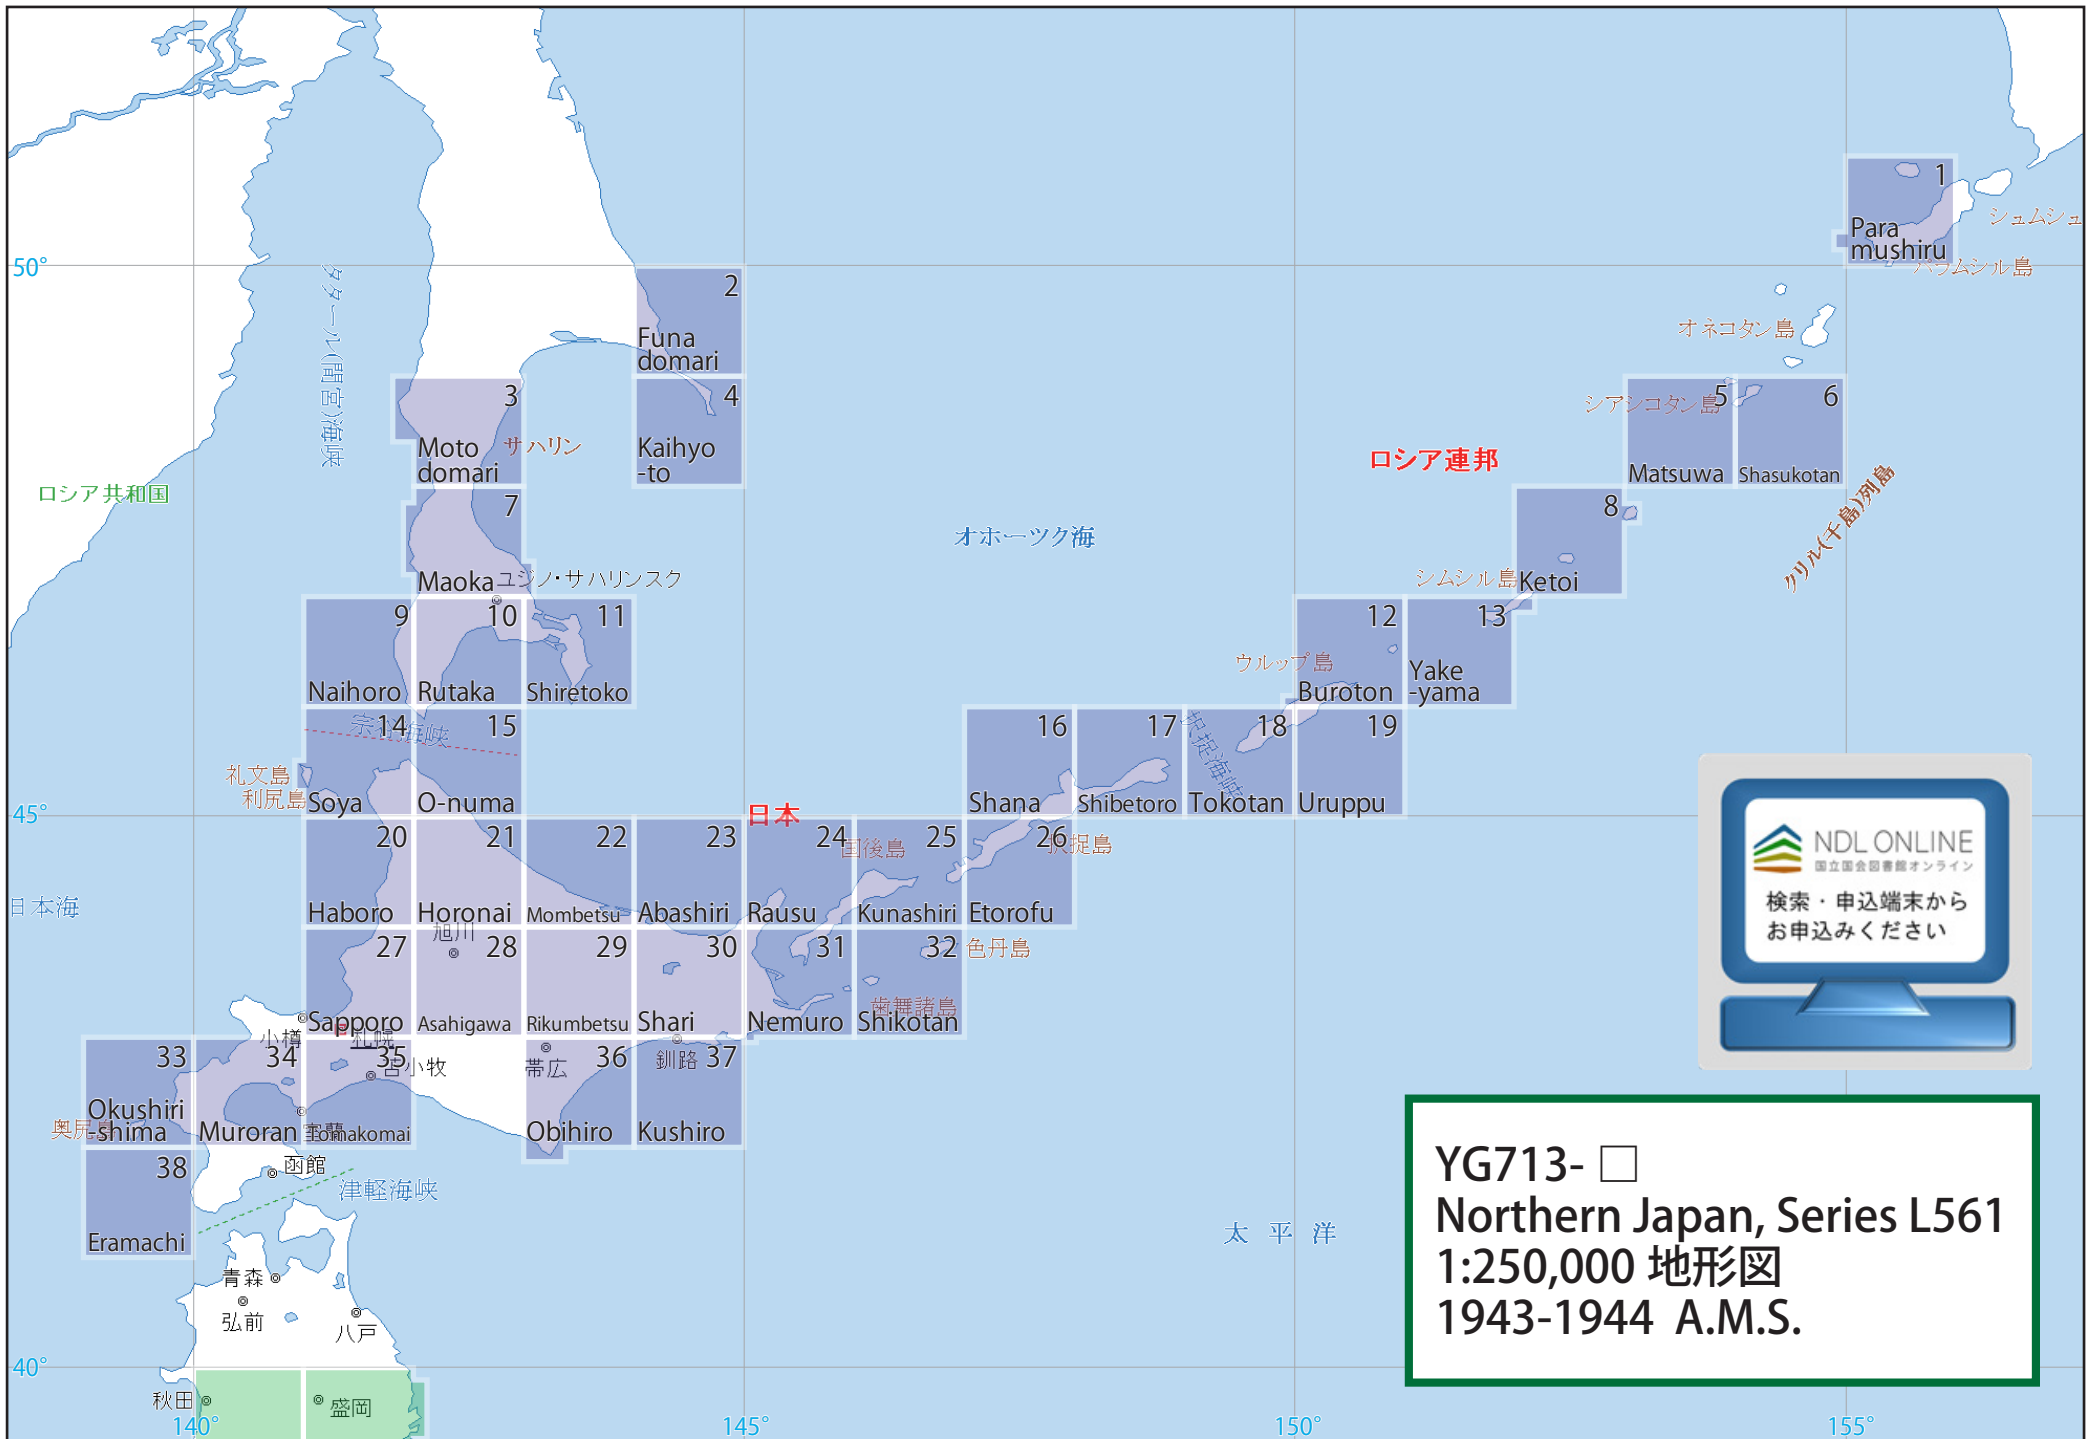 1
Para
mushiru
シュムシュ
パラムシル島
50°
タタール(間宮)海峡
2
Funa
domari
オネコタン島
3
Moto
domari
サハリン
4
Kaihyo
-to
シアシコタン島
5
Matsuwa
6
Shasukotan
ロシア連邦
クリル(千島)列島
ロシア共和国
7
Maoka
ユジノ・サハリンスク
オホーツク海
8
Ketoi
シムシル島
9
Naihoro
10
Rutaka
11
Shiretoko
12
Buroton
ウルップ島
13
Yake
-yama
14
Soya
宗谷海峡
15
O-numa
礼文島
利尻島
16
Shana
17
Shibetoro
択捉海峡
18
Tokotan
19
Uruppu
45°
日本
20
Haboro
21
Horonai
22
Mombetsu
23
Abashiri
24
Rausu
国後島
25
Kunashiri
26
Etorofu
択捉島
日本海
旭川
27
Sapporo
28
Asahigawa
29
Rikumbetsu
30
Shari
31
Nemuro
32
Shikotan
色丹島
歯舞諸島
小樽
札幌
33
Okushiri
-shima
奥尻島
34
Muroran
室蘭
35
Tomakomai
苫小牧
帯広
36
Obihiro
釧路
37
Kushiro
38
Eramachi
函館
津軽海峡
太平洋
青森
弘前
八戸
40°
秋田
盛岡
140°
145°
150°
155°
NDL ONLINE
国立国会図書館オンライン
検索・申込端末から
お申込みください
YG713- □
Northern Japan, Series L561
1:250,000 地形図
1943-1944 A.M.S.